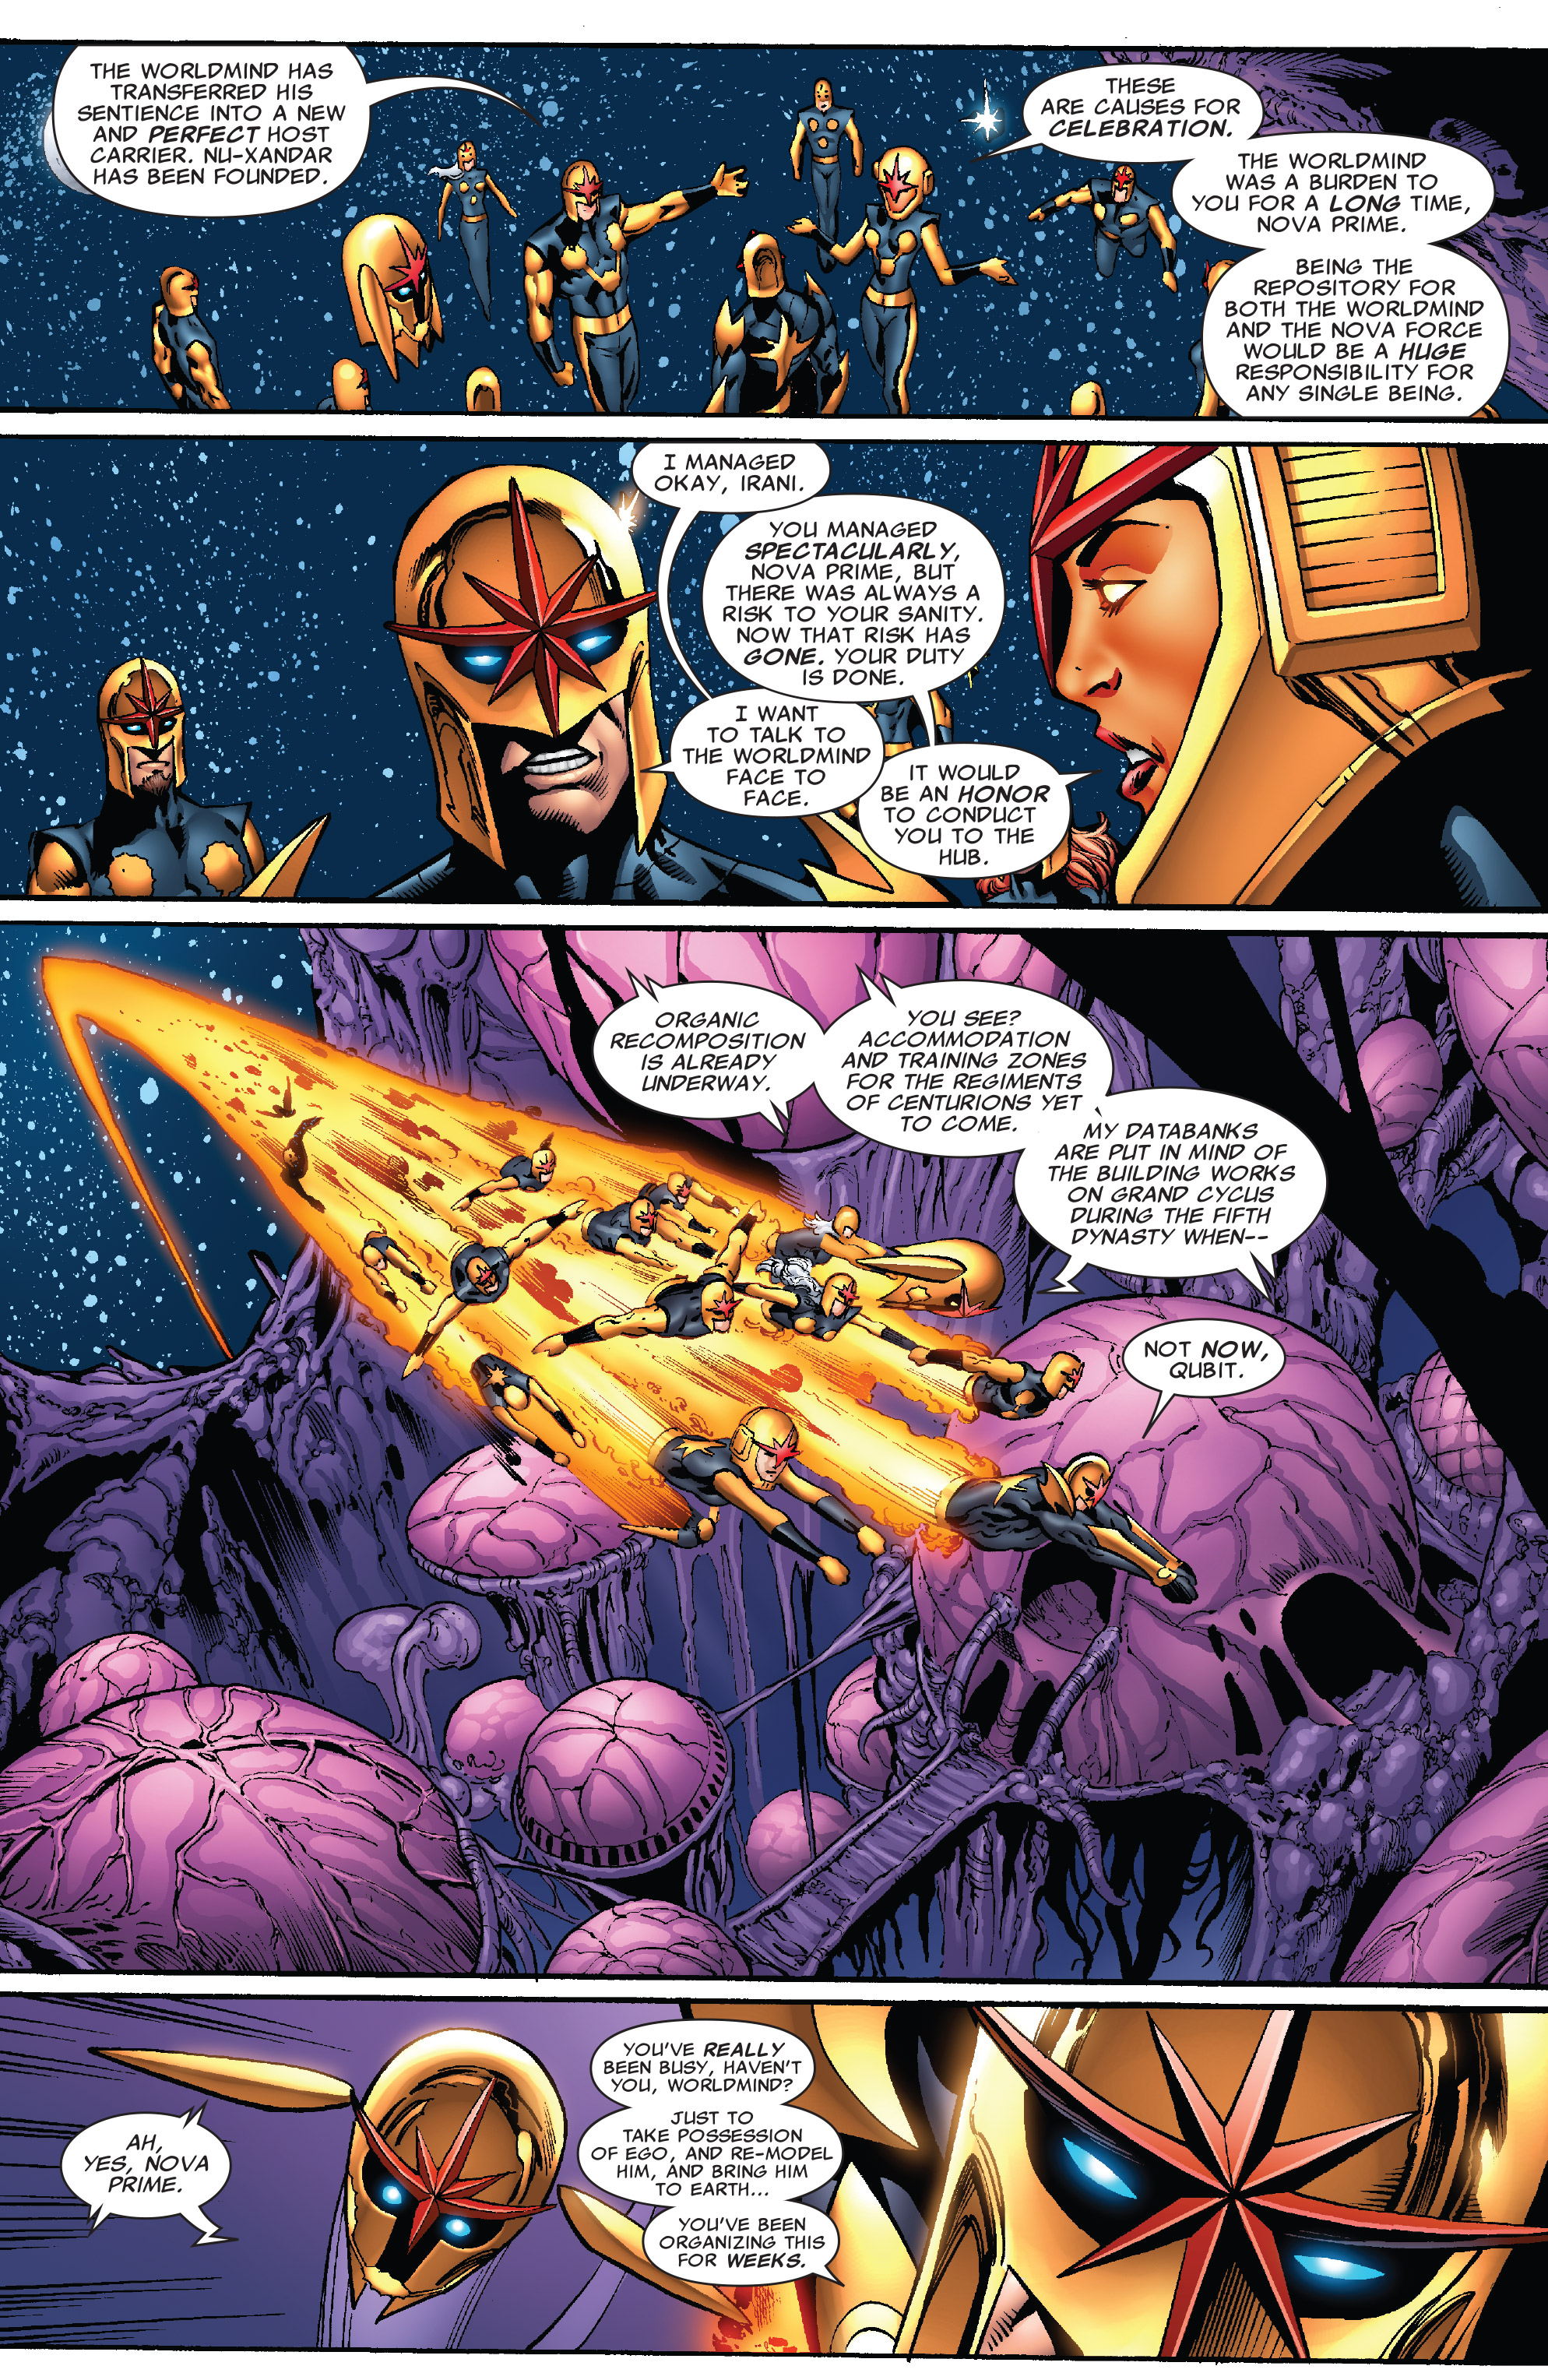 THE WORLDMIND HAS
TRANSFERRED HIS
SENTIENCE INTO A NEW
AND PERFECT HOST
CARRIER. NU-XANDAR
HAS BEEN FOUNDED.
THESE
ARE CAUSES FOR
CELEBRATION.
THE WORLDMIND
WAS A BURDEN TO
YOU FOR A LONG TIME,
NOVA PRIME.
BEING THE
REPOSITORY FOR
BOTH THE WORLDMIND
AND THE NOVA FORCE
WOULD BE A HUGE
RESPONSIBILITY FOR
ANY SINGLE BEING.
I MANAGED
OKAY, IRANI.
YOU MANAGED
SPECTACULARLY,
NOVA PRIME, BUT
THERE WAS ALWAYS A
RISK TO YOUR SANITY.
NOW THAT RISK HAS
GONE. YOUR DUTY
IS DONE.
I WANT
TO TALK TO
THE WORLDMIND
FACE TO
FACE.
IT WOULD
BE AN HONOR
TO CONDUCT
YOU TO THE
HUB.
ORGANIC
RECOMPOSITION
IS ALREADY
UNDERWAY.
YOU SEE?
ACCOMMODATION
AND TRAINING ZONES
FOR THE REGIMENTS
OF CENTURIONS YET
TO COME.
MY DATABANKS
ARE PUT IN MIND OF
THE BUILDING WORKS
ON GRAND CYCUS
DURING THE FIFTH
DYNASTY WHEN--
NOT NOW,
QUBIT.
AH,
YES, NOVA
PRIME.
YOU'VE REALLY
BEEN BUSY, HAVEN'T
YOU, WORLDMIND?
JUST TO
TAKE POSSESSION
OF EGO, AND RE-MODEL
HIM, AND BRING HIM
TO EARTH...
YOU'VE BEEN
ORGANIZING THIS
FOR WEEKS.